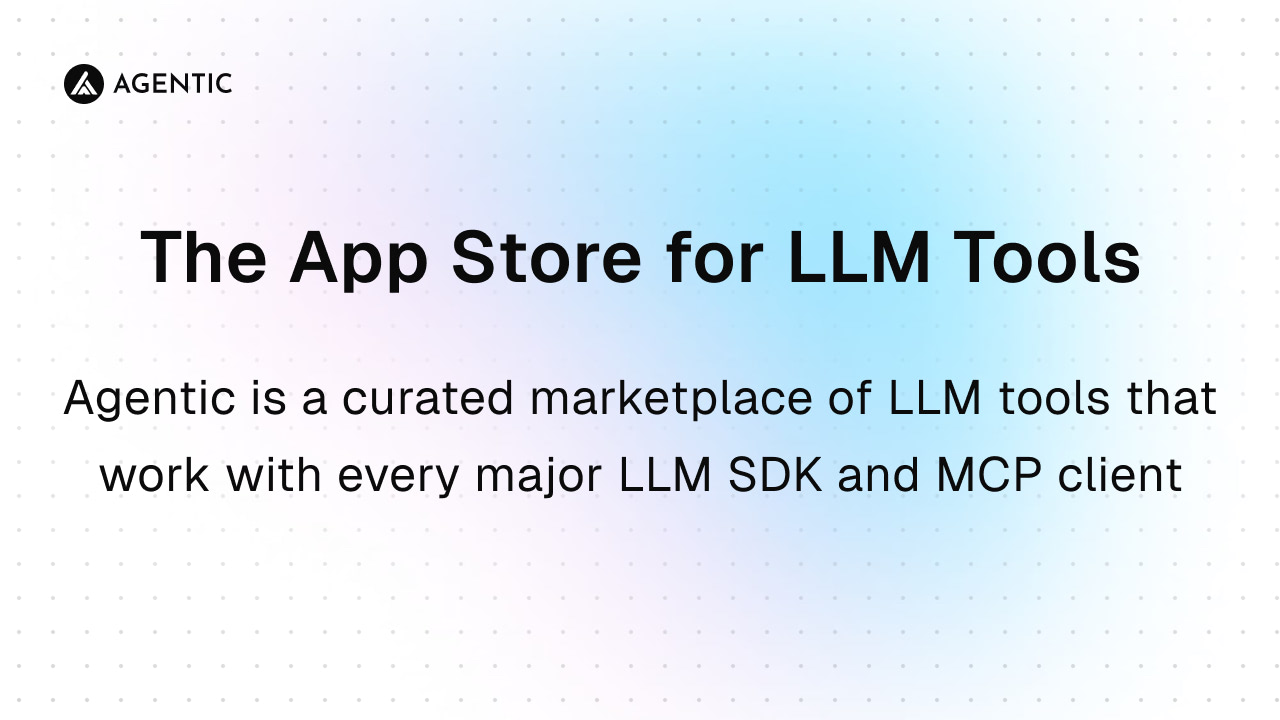 AGENTIC
The App Store for LLM Tools
Agentic is a curated marketplace of LLM tools that
work with every major LLM SDK and MCP client